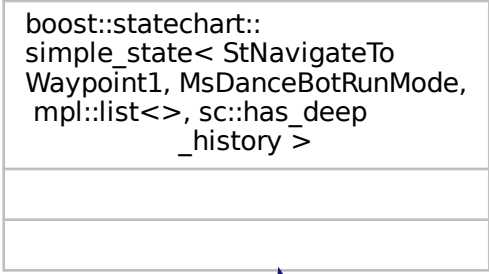 boost::statechart::
simple_state< StNavigateTo
Waypoint1, MsDanceBotRunMode,
mpl::list<>, sc::has_deep
_history >